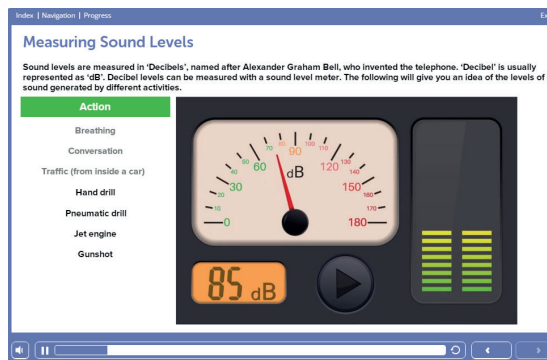 Index | Navigation | Progress
Measuring Sound Levels
Sound levels are measured in ‘Decibels’, named after Alexander Graham Bell, who invented the telephone. ‘Decibel’ is usually
represented as ‘dB’. Decibel levels can be measured with a sound level meter. The following will give you an idea of the levels of
sound generated by different activities.
Action
Breathing
Conversation
Traffic (from inside a car)
Hand drill
Pneumatic drill
Jet engine
Gunshot
0
10
20
30
40
50
60
70
80
90
100
110
120
130
140
150
160
170
180
dB
85 dB